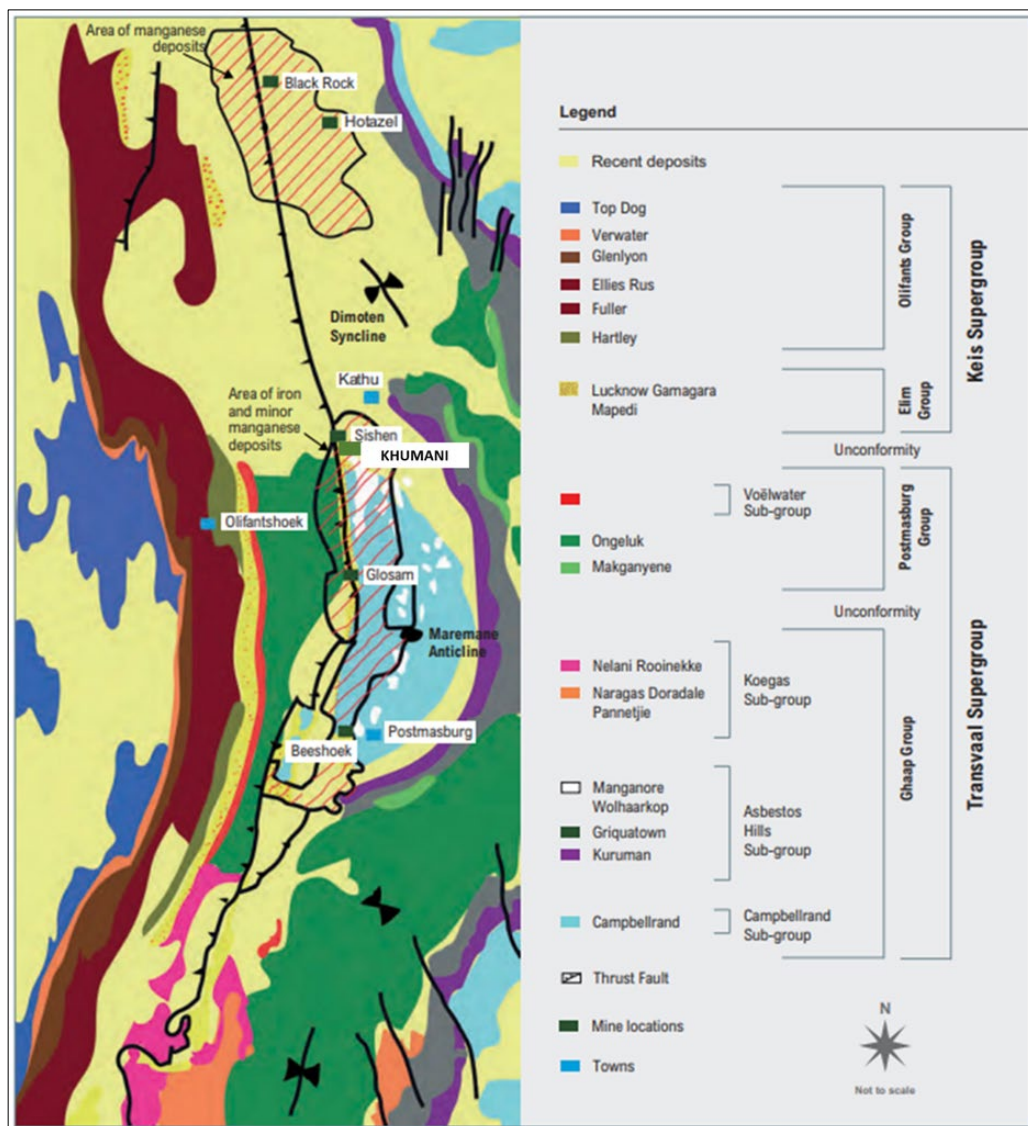 Area of manganese
deposits
Black Rock
Hotazel
Dimoten
Syncline
Kathu
Area of iron
and minor
manganese
deposits
Sishen
KHUMANI
Olifantshoek
Glosam
Maremane
Anticline
Beeshoek
Postmasburg
Legend
Recent deposits
Top Dog
Verwater
Glenlyon
Ellies Rus
Fuller
Hartley
Olifants Group
Lucknow Gamagara
Mapedi
Elim
Group
Keis Supergroup
Unconformity
Voëlwater
Sub-group
Ongeluk
Makganyene
Postmasburg
Group
Unconformity
Nelani Rooinekke
Naragas Doradale
Pannetjie
Koegas
Sub-group
Manganore
Wolhaarkop
Griquatown
Kuruman
Asbestos
Hills
Sub-group
Campbellrand
Campbellrand
Sub-group
Ghaap Group
Transvaal Supergroup
Thrust Fault
Mine locations
Towns
N
Not to scale